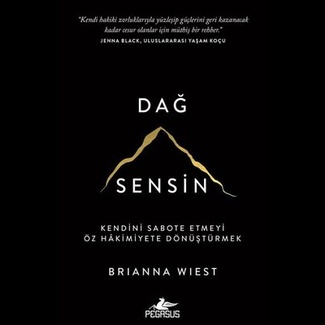 "Kendi hakiki zorluklarıyla yüzleşip güçlerini geri kazanacak
kadar cesur olanlar için müthiş bir rehber."
JENNA BLACK, ULUSLARARASI YAŞAM KOÇU
DAĞ
SENSİN
KENDİNİ SABOTE ETMEYİ
ÖZ HÂKİMİYETE DÖNÜŞTÜRMEK
BRIANNA WIEST
PEGASUS